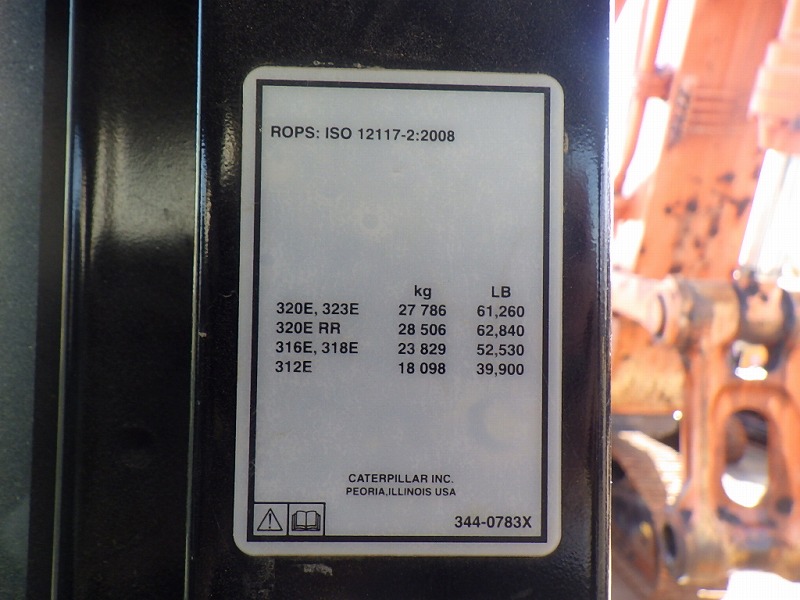 ROPS: ISO 12117-2:2008
kg LB
320E, 323E 27 786 61,260
320E RR 28 506 62,840
316E, 318E 23 829 52,530
312E 18 098 39,900
CATERPILLAR INC.
PEORIA,ILLINOIS USA
344-0783X